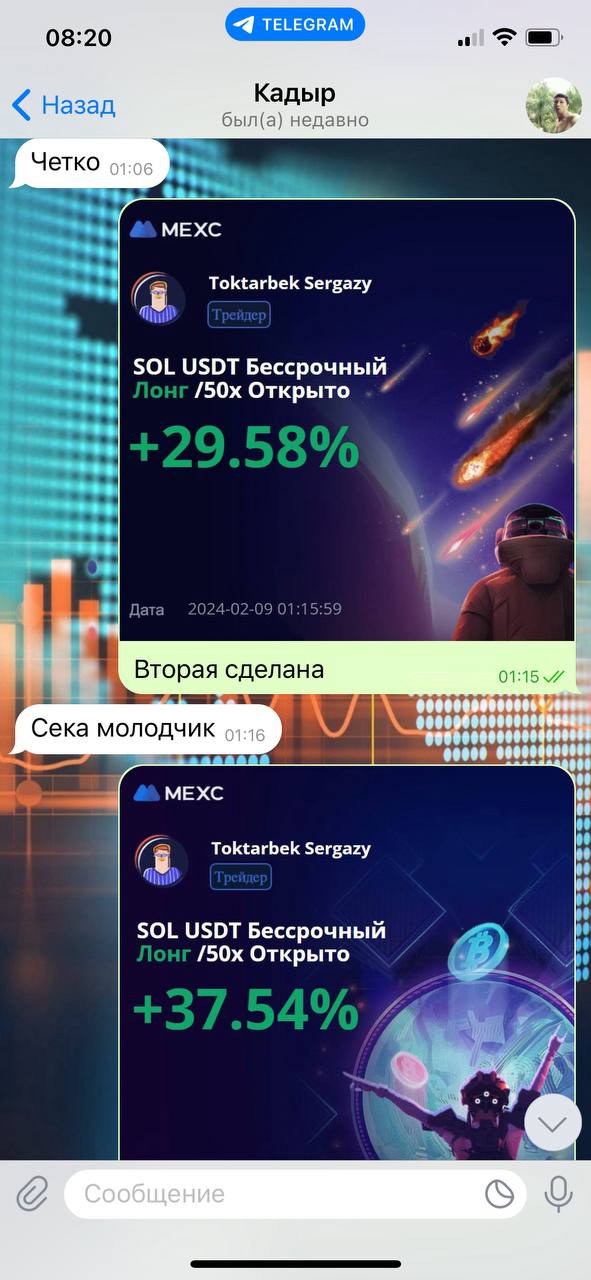 08:20
TELEGRAM
Назад
Кадыр
был(а) недавно
Четко 01:06
MEXC
Toktarbek Sergazy
Трейдер
SOL USDT Бессрочный
Лонг /50x Открыто
+29.58%
Дата 2024-02-09 01:15:59
Вторая сделана 01:15
Сека молодчик 01:16
MEXC
Toktarbek Sergazy
Трейдер
SOL USDT Бессрочный
Лонг /50x Открыто
+37.54%
Сообщение